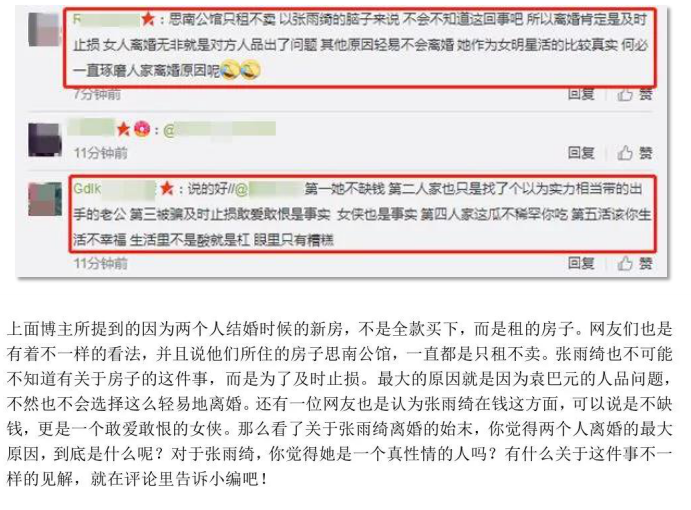 R：思南公馆只租不卖 以张雨绮的脑子来说 不会不知道这回事吧 所以离婚肯定是及时
止损 女人离婚无非就是对方人品出了问题 其他原因轻易不会离婚 她作为女明星活的比较真实 何必
一直琢磨人家离婚原因呢
7分钟前 回复 赞
：@
11分钟前 回复 赞
Gdlk ：说的好//@ 第一她不缺钱 第二人家也只是找了个以为实力相当带的出
手的老公 第三被骗及时止损敢爱敢恨是事实 女侠也是事实 第四人家这瓜不稀罕你吃 第五活该你生
活不幸福 生活里不是酸就是杠 眼里只有糟糕
11分钟前 回复 赞
上面博主所提到的因为两个人结婚时候的新房，不是全款买下，而是租的房子。网友们也是
有着不一样的看法，并且说他们所住的房子思南公馆，一直都是只租不卖。张雨绮也不可能
不知道有关于房子的这件事，而是为了及时止损。最大的原因就是因为袁巴元的人品问题，
不然也不会选择这么轻易地离婚。还有一位网友也是认为张雨绮在钱这方面，可以说是不缺
钱，更是一个敢爱敢恨的女侠。那么看了关于张雨绮离婚的始末，你觉得两个人离婚的最大
原因，到底是什么呢？对于张雨绮，你觉得她是一个真性情的人吗？有什么关于这件事不一
样的见解，就在评论里告诉小编吧！